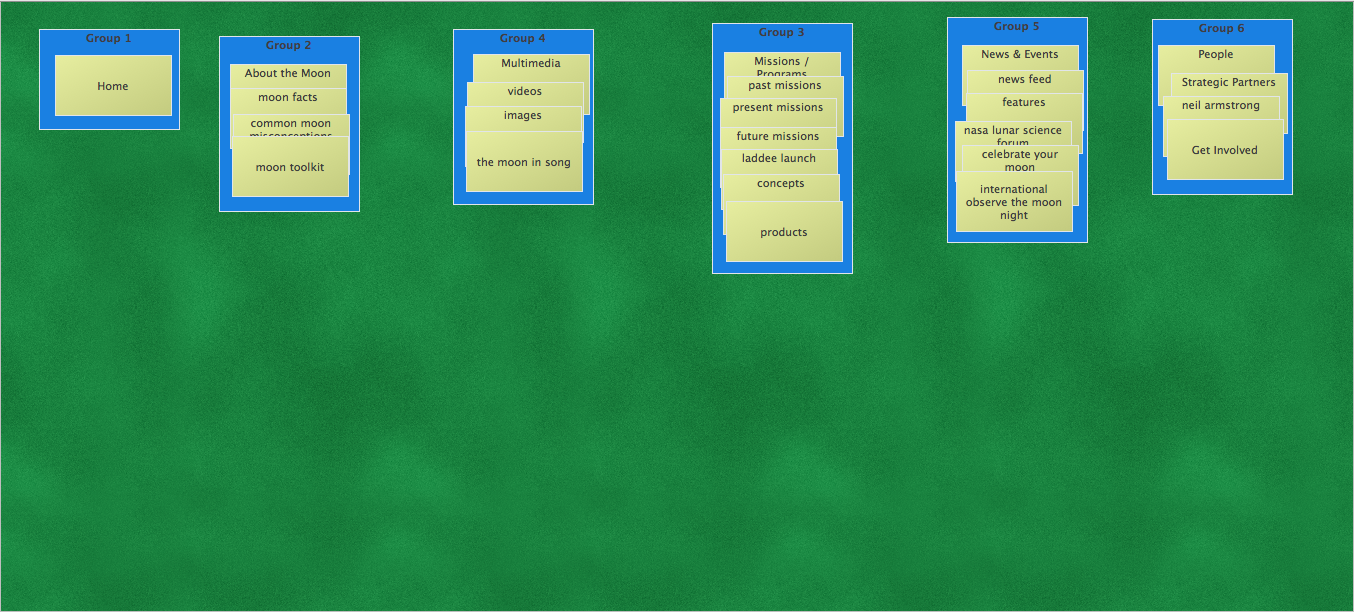 Group 1
Home
Group 2
About the Moon
moon facts
common moon
misconceptions
moon toolkit
Group 4
Multimedia
videos
images
the moon in song
Group 3
Missions /
Programs
past missions
present missions
future missions
laddee launch
concepts
products
Group 5
News & Events
news feed
features
nasa lunar science
forum
celebrate your
moon
international
observe the moon
night
Group 6
People
Strategic Partners
neil armstrong
Get Involved